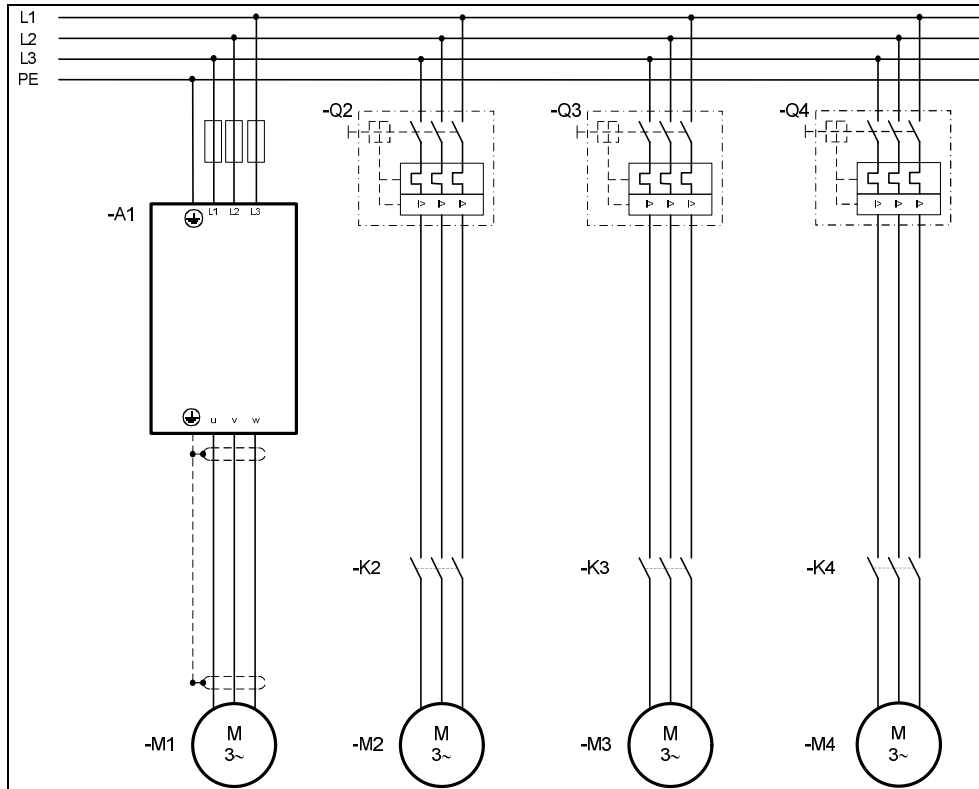 L1
L2
L3
PE
-Q2
-Q3
-Q4
-A1
L1 L2 L3
I> I> I>
I> I> I>
I> I> I>
u v w
-K2
-K3
-K4
-M1
M
3~
-M2
M
3~
-M3
M
3~
-M4
M
3~